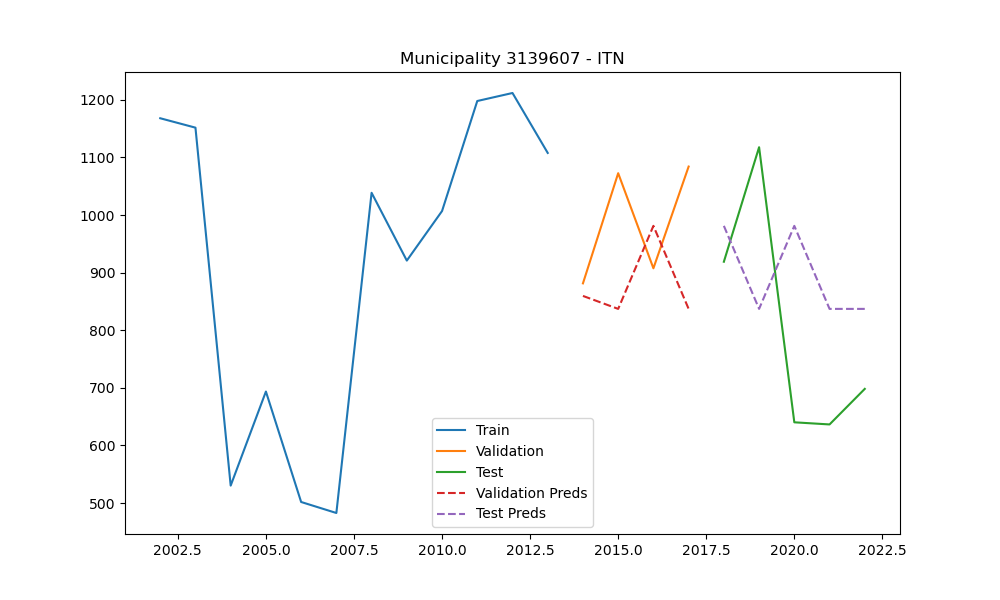 Municipality 3139607 - ITN
1200
1100
1000
900
800
700
600
500
Train
Validation
Test
Validation Preds
Test Preds
2002.5 2005.0 2007.5 2010.0 2012.5 2015.0 2017.5 2020.0 2022.5